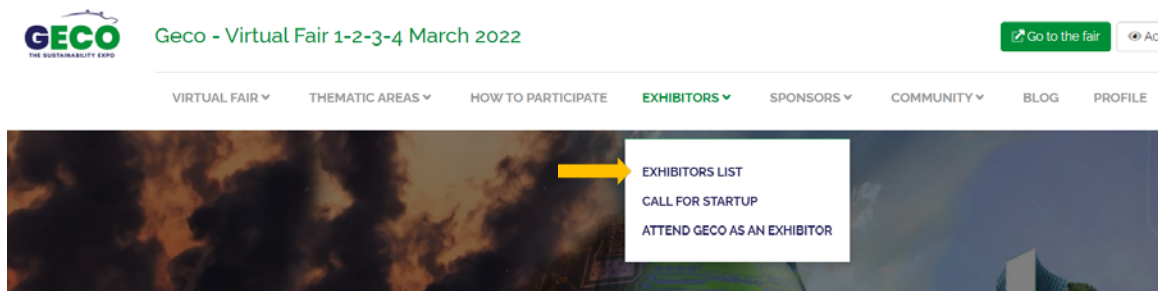 GECO
THE SUSTAINABILITY EXPO
Geco - Virtual Fair 1-2-3-4 March 2022
Go to the fair
VIRTUAL FAIR
THEMATIC AREAS
HOW TO PARTICIPATE
EXHIBITORS
SPONSORS
COMMUNITY
BLOG
PROFILE
EXHIBITORS LIST
CALL FOR STARTUP
ATTEND GECO AS AN EXHIBITOR